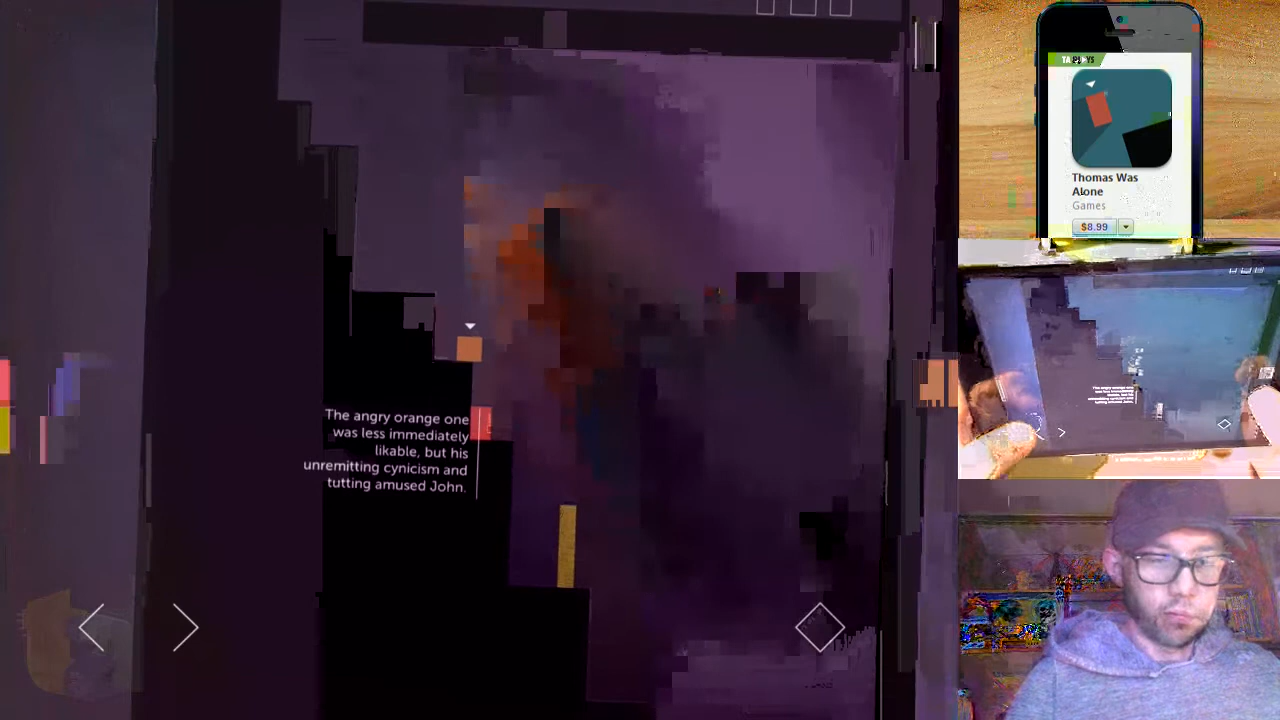 The angry orange one
was less immediately
likable, but his
unremitting cynicism and
tutting amused John.
Thomas Was
Alone
Games
$8.99